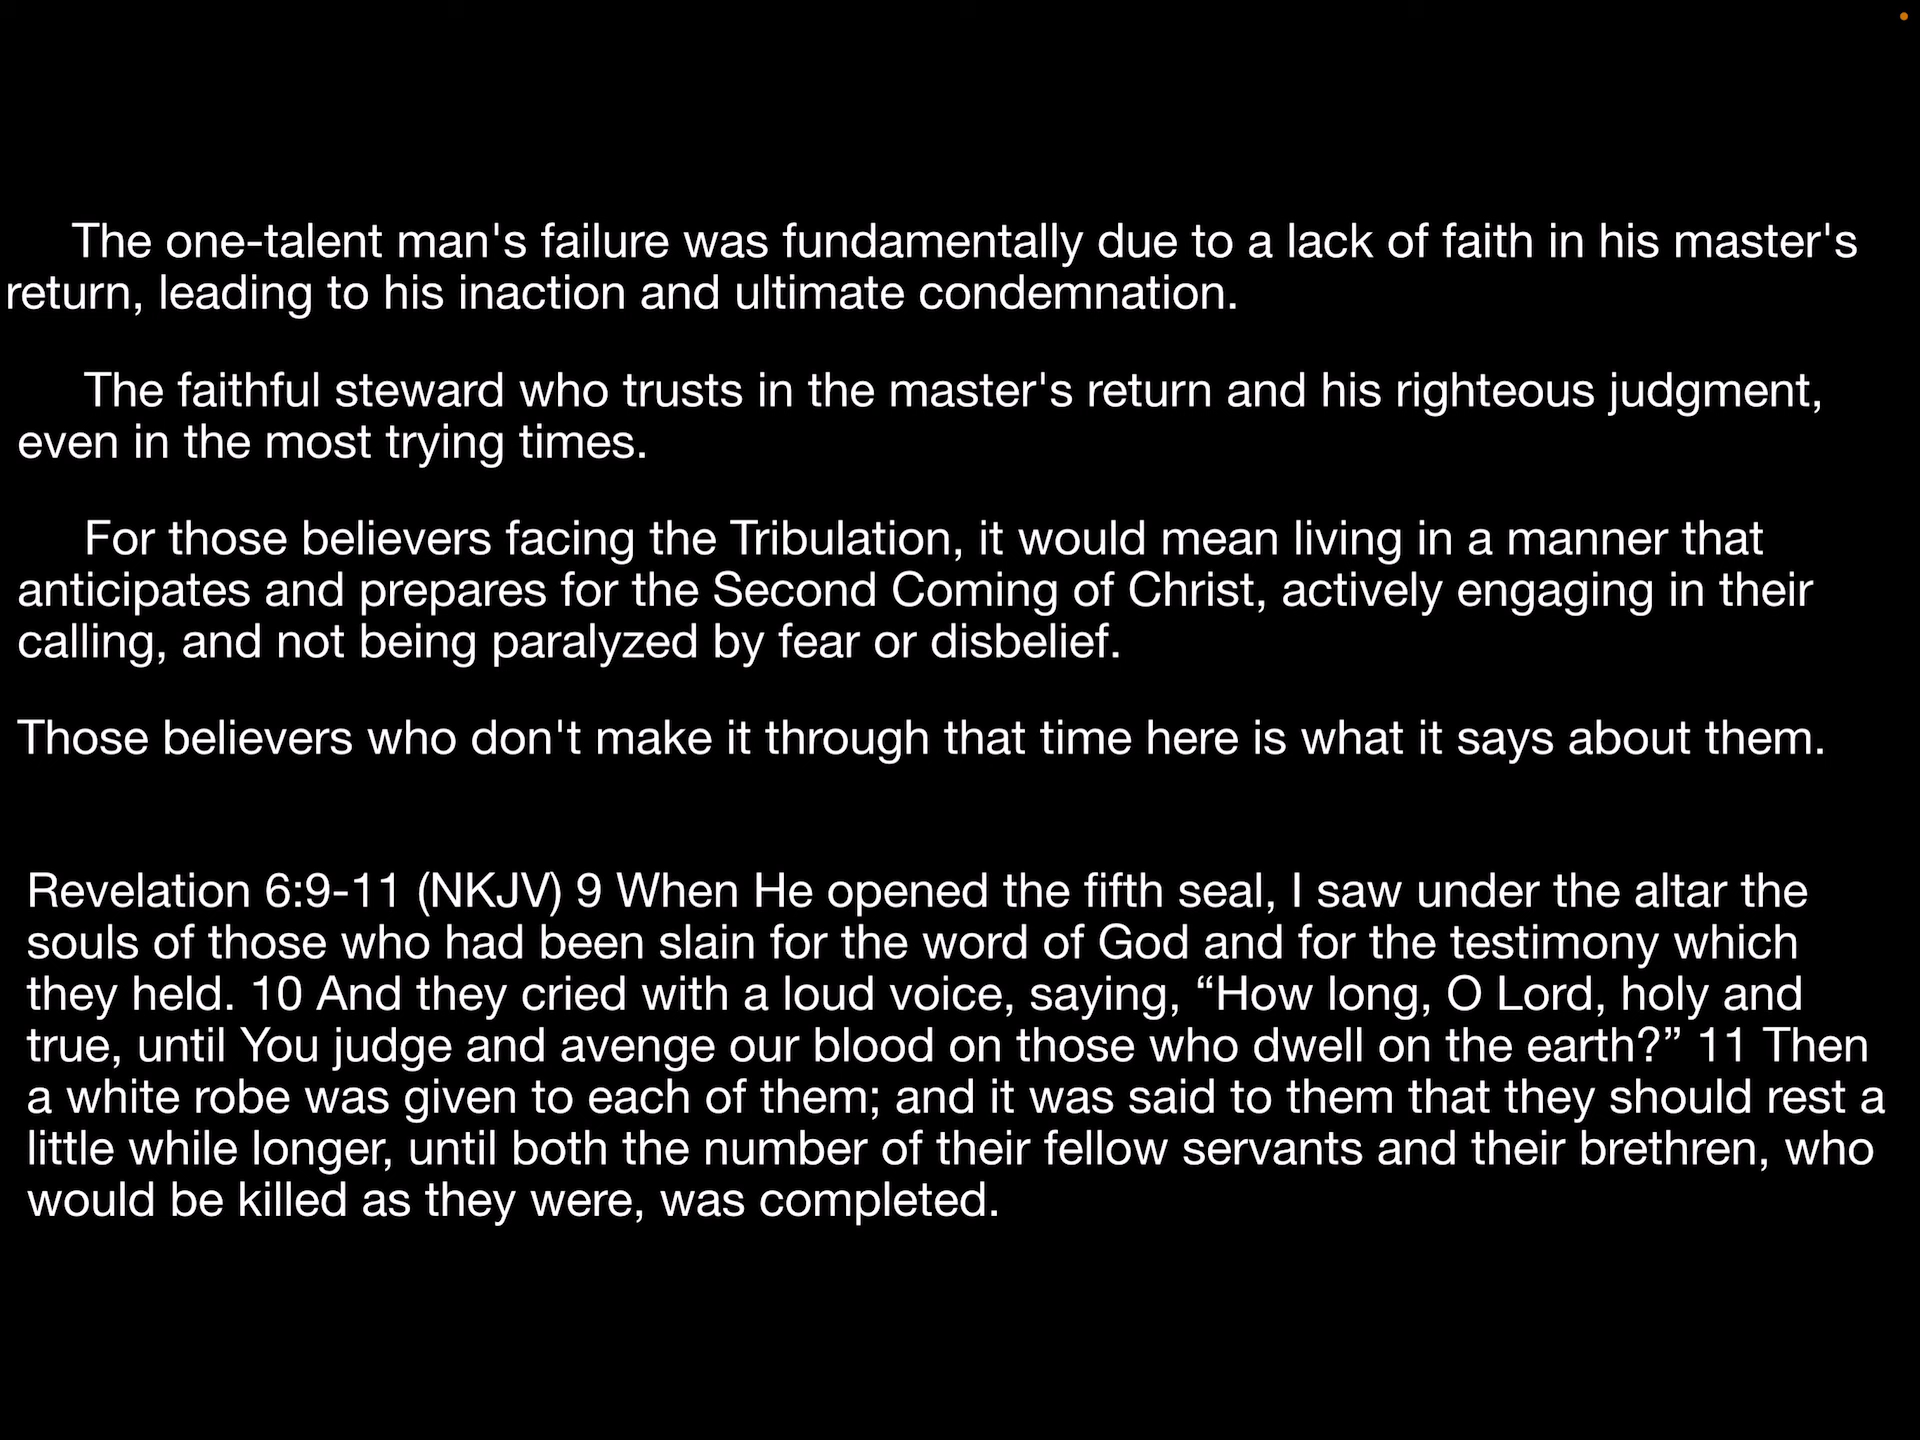 The one-talent man's failure was fundamentally due to a lack of faith in his master's
return, leading to his inaction and ultimate condemnation.
The faithful steward who trusts in the master's return and his righteous judgment,
even in the most trying times.
For those believers facing the Tribulation, it would mean living in a manner that
anticipates and prepares for the Second Coming of Christ, actively engaging in their
calling, and not being paralyzed by fear or disbelief.
Those believers who don't make it through that time here is what it says about them.
Revelation 6:9-11 (NKJV) 9 When He opened the fifth seal, I saw under the altar the
souls of those who had been slain for the word of God and for the testimony which
they held. 10 And they cried with a loud voice, saying, “How long, O Lord, holy and
true, until You judge and avenge our blood on those who dwell on the earth?” 11 Then
a white robe was given to each of them; and it was said to them that they should rest a
little while longer, until both the number of their fellow servants and their brethren, who
would be killed as they were, was completed.